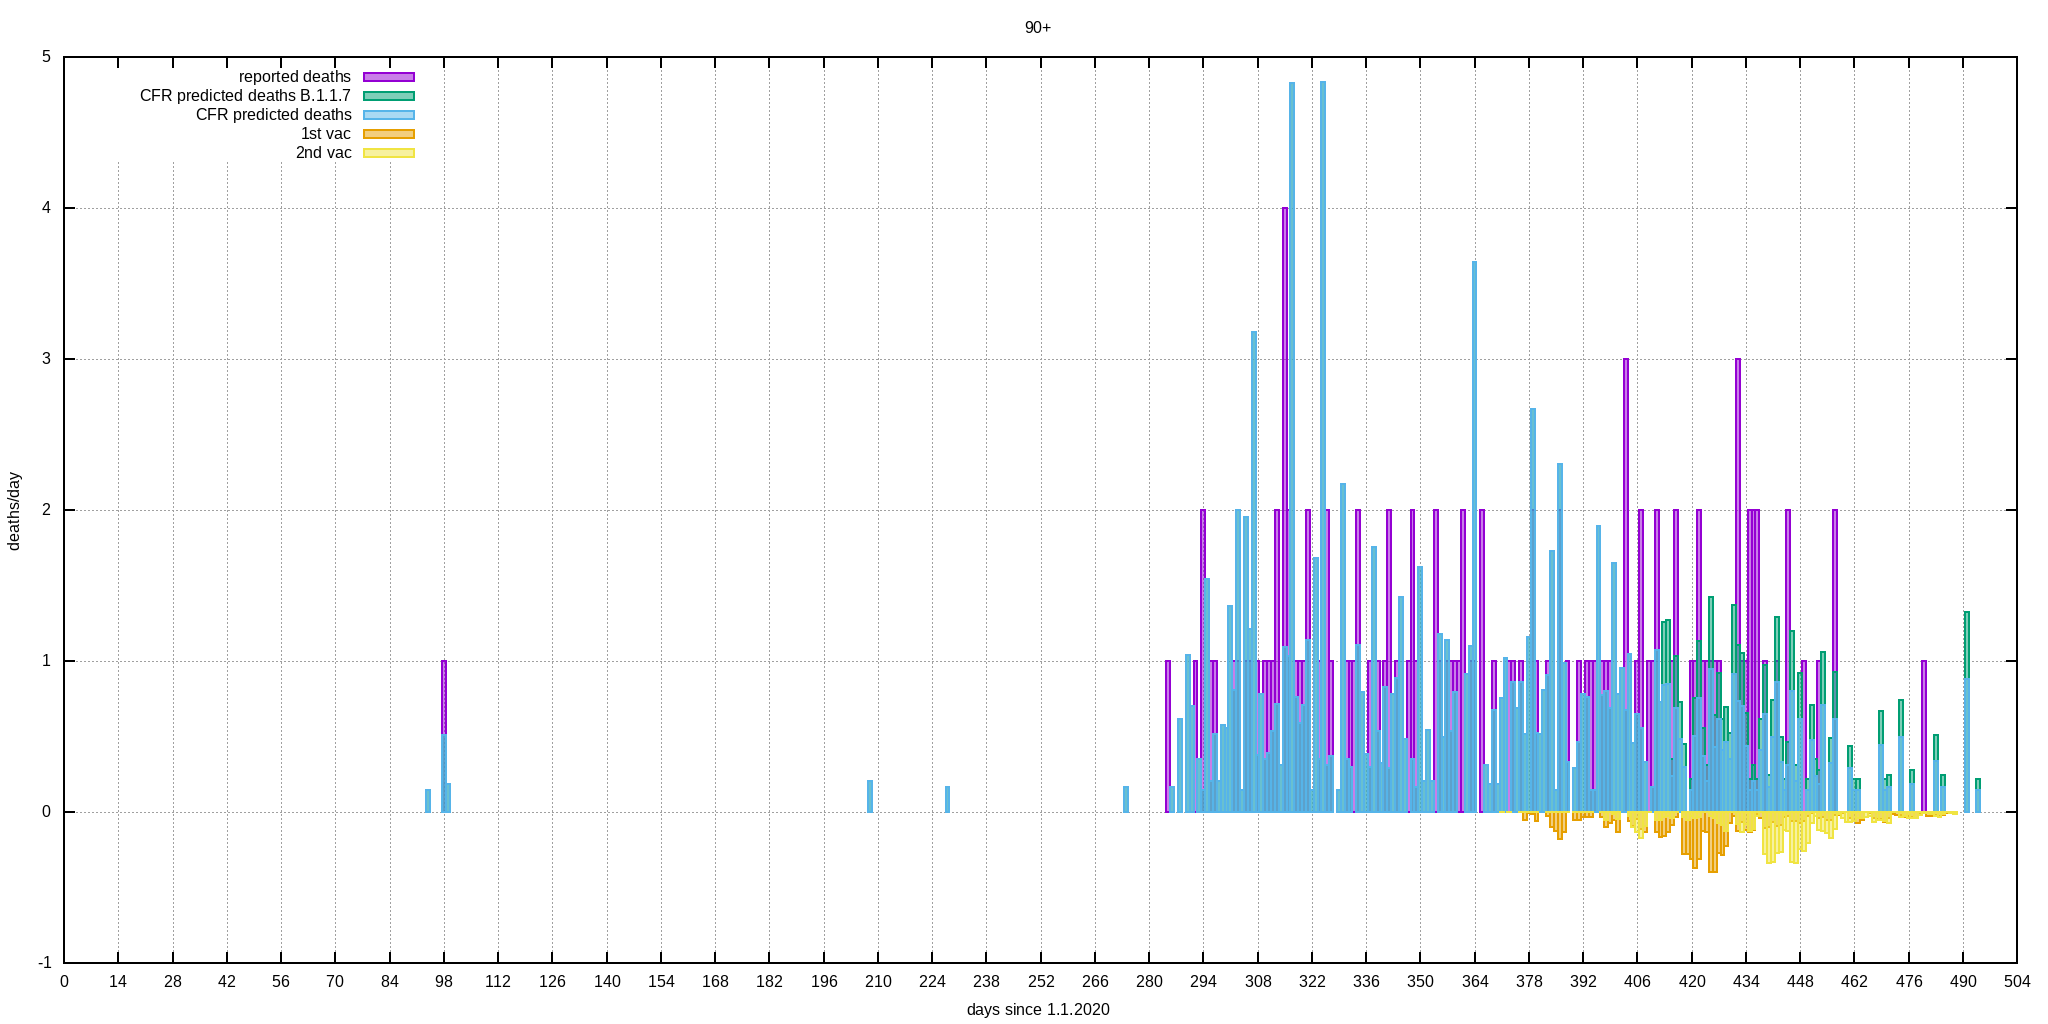 90+
5
4
3
2
1
0
-1
reported deaths
CFR predicted deaths B.1.1.7
CFR predicted deaths
1st vac
2nd vac
deaths/day
0 14 28 42 56 70 84 98 112 126 140 154 168 182 196 210 224 238 252 266 280 294 308 322 336 350 364 378 392 406 420 434 448 462 476 490 504
days since 1.1.2020